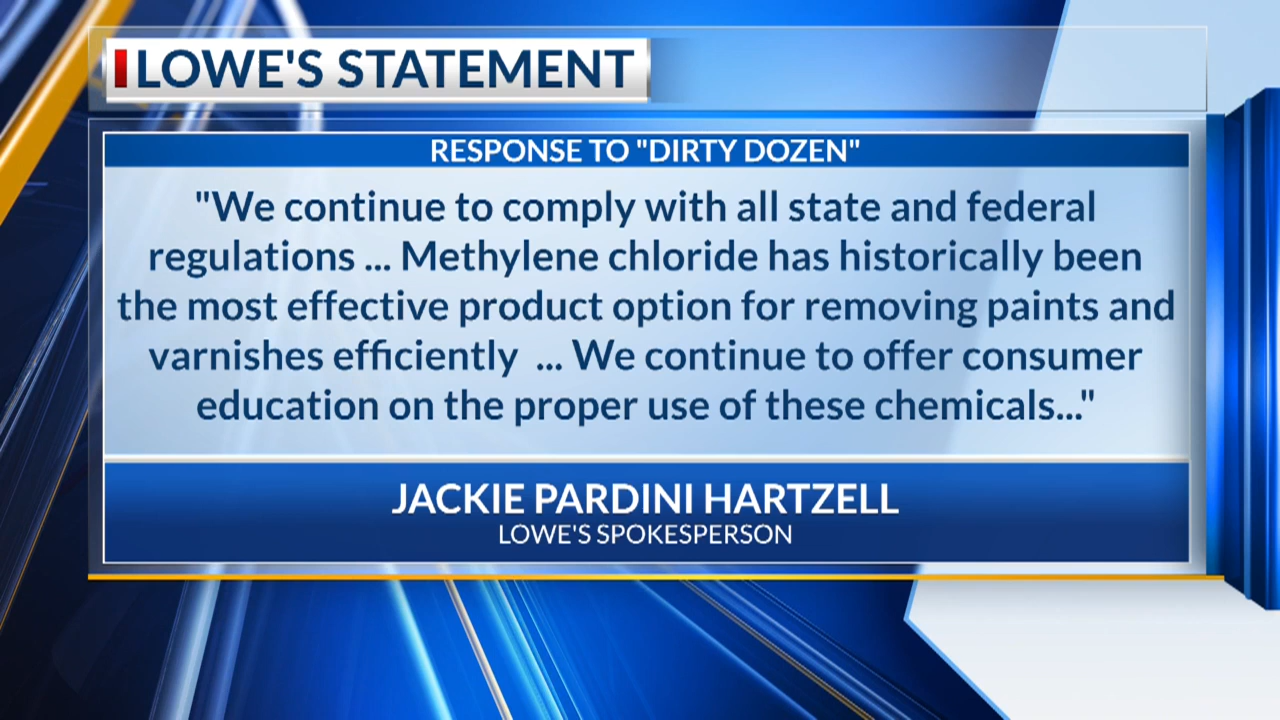 LOWE'S STATEMENT
RESPONSE TO "DIRTY DOZEN"
"We continue to comply with all state and federal
regulations ... Methylene chloride has historically been
the most effective product option for removing paints and
varnishes efficiently  ... We continue to offer consumer
education on the proper use of these chemicals..."
JACKIE PARDINI HARTZELL
LOWE'S SPOKESPERSON